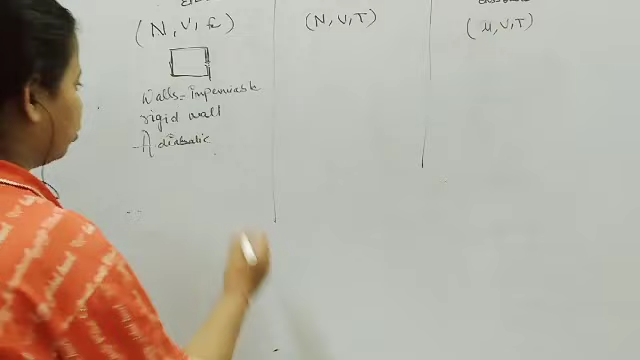 (N, V, E)
Walls = Impermiable
rigid wall
Adiabatic
(N, V, T)
(μ, V, T)